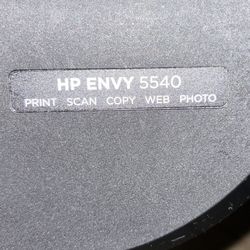 HP ENVY 5540
PRINT SCAN COPY WEB PHOTO